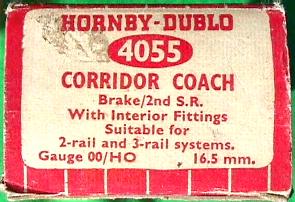 HORNBY-DUBLO
4055
CORRIDOR COACH
Brake/2nd S.R.
With Interior Fittings
Suitable for
2-rail and 3-rail systems.
Gauge 00/HO 16.5 mm.